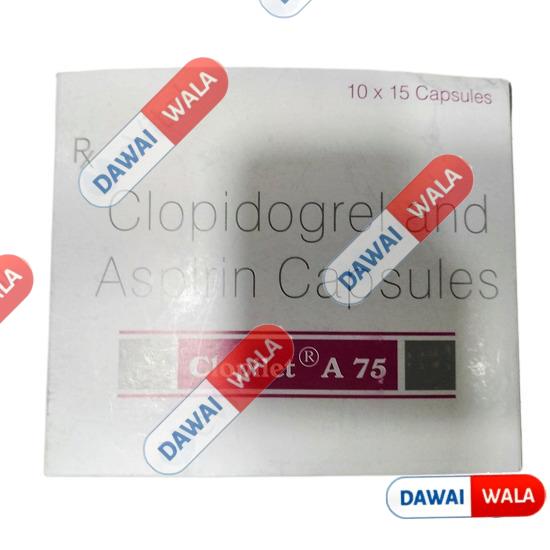 10 x 15 Capsules
Rx
DAWAI WALA
Clopidogrel and
Aspirin Capsules
DAWAI WALA
® A 75
DAWAI WALA
DAWAI WALA